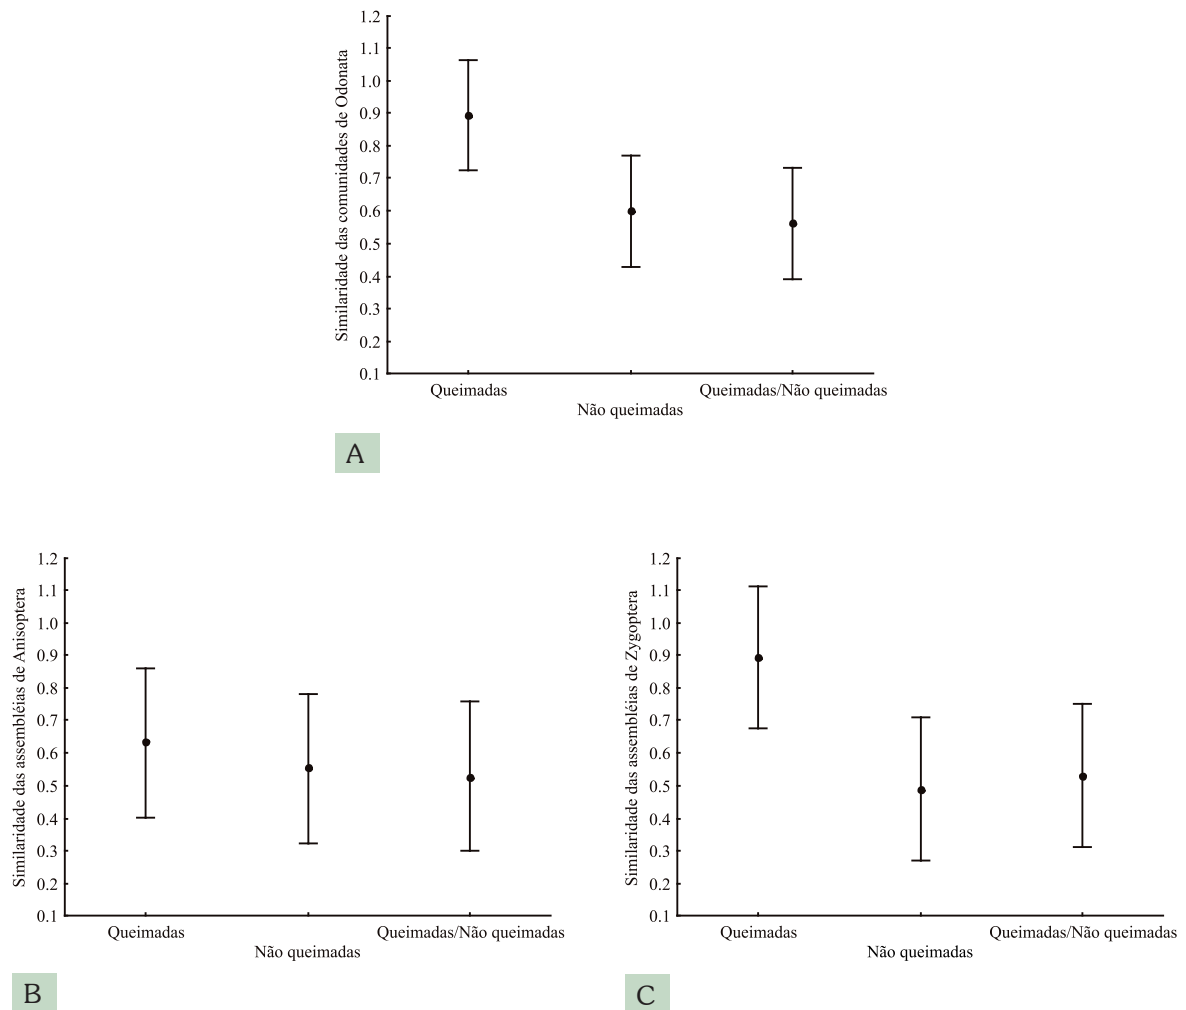 Similaridade das comunidades de Odonata
1.2
1.1
1.0
0.9
0.8
0.7
0.6
0.5
0.4
0.3
0.2
0.1
Queimadas
Não queimadas
Queimadas/Não queimadas
A
Similaridade das assembléias de Anisoptera
1.2
1.1
1.0
0.9
0.8
0.7
0.6
0.5
0.4
0.3
0.2
0.1
Queimadas
Não queimadas
Queimadas/Não queimadas
B
Similaridade das assembléias de Zygoptera
1.2
1.1
1.0
0.9
0.8
0.7
0.6
0.5
0.4
0.3
0.2
0.1
Queimadas
Não queimadas
Queimadas/Não queimadas
C